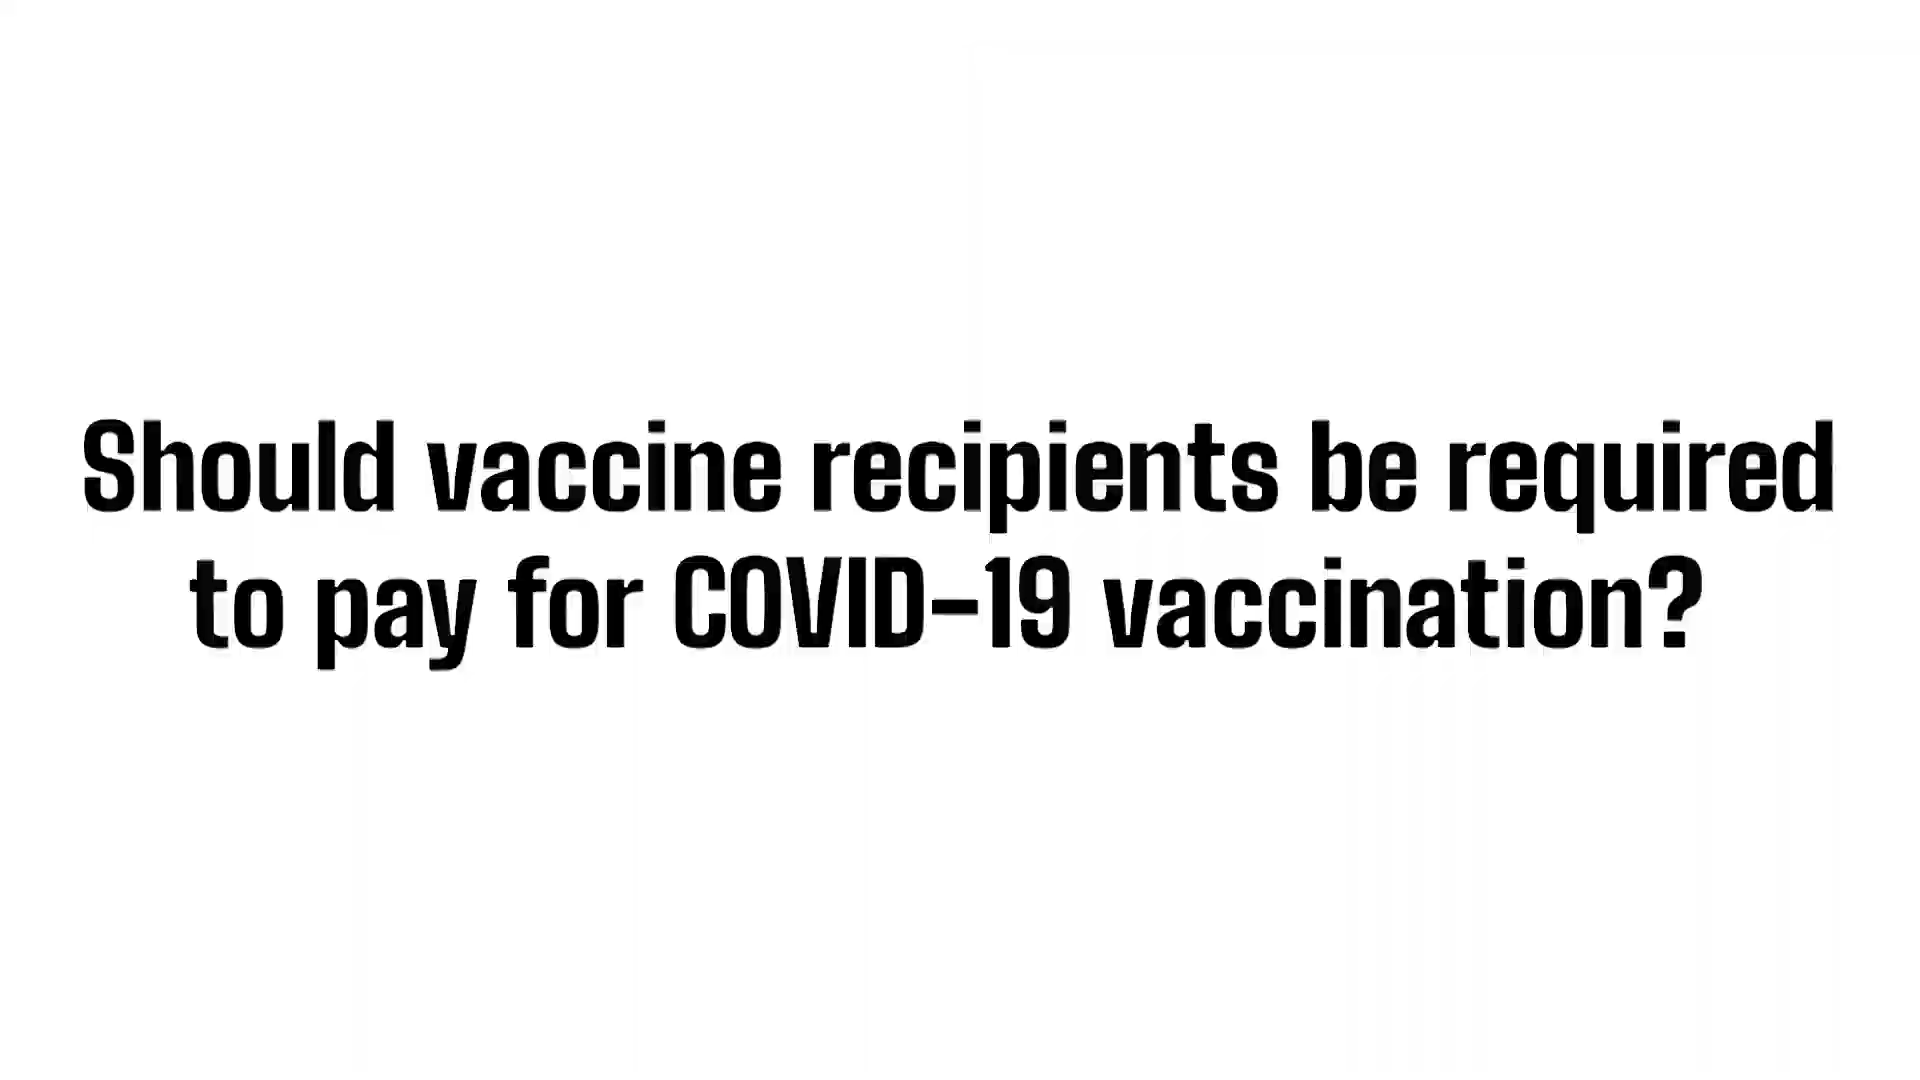 Should vaccine recipients be required
to pay for COVID-19 vaccination?